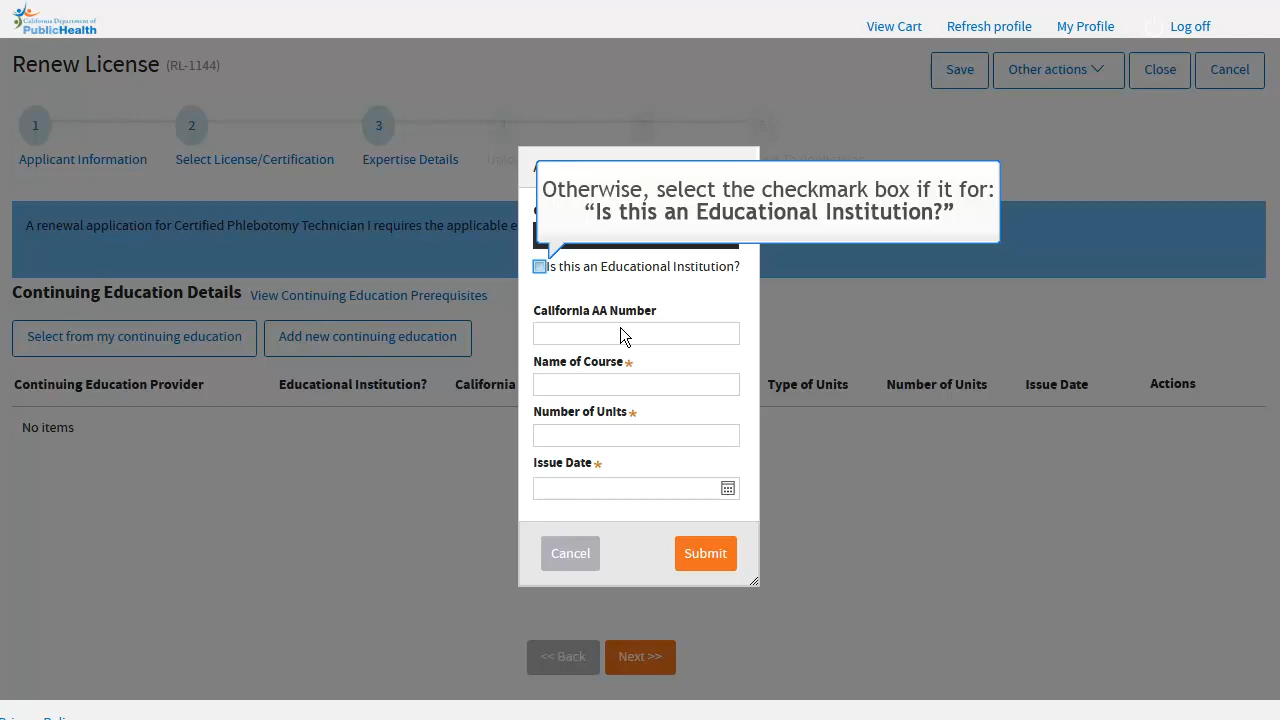 California Department of
PublicHealth
View Cart
Refresh profile
My Profile
Log off
Renew License (RL-1144)
Save
Other actions
Close
Cancel
1
2
3
Applicant Information
Select License/Certification
Expertise Details
Otherwise, select the checkmark box if it for:
“Is this an Educational Institution?”
A renewal application for Certified Phlebotomy Technician I requires the applicable
Is this an Educational Institution?
Continuing Education Details
View Continuing Education Prerequisites
Select from my continuing education
Add new continuing education
California AA Number
Name of Course*
Number of Units*
Issue Date*
Continuing Education Provider
Educational Institution?
California
Type of Units
Number of Units
Issue Date
Actions
No items
Cancel
Submit
<< Back
Next >>